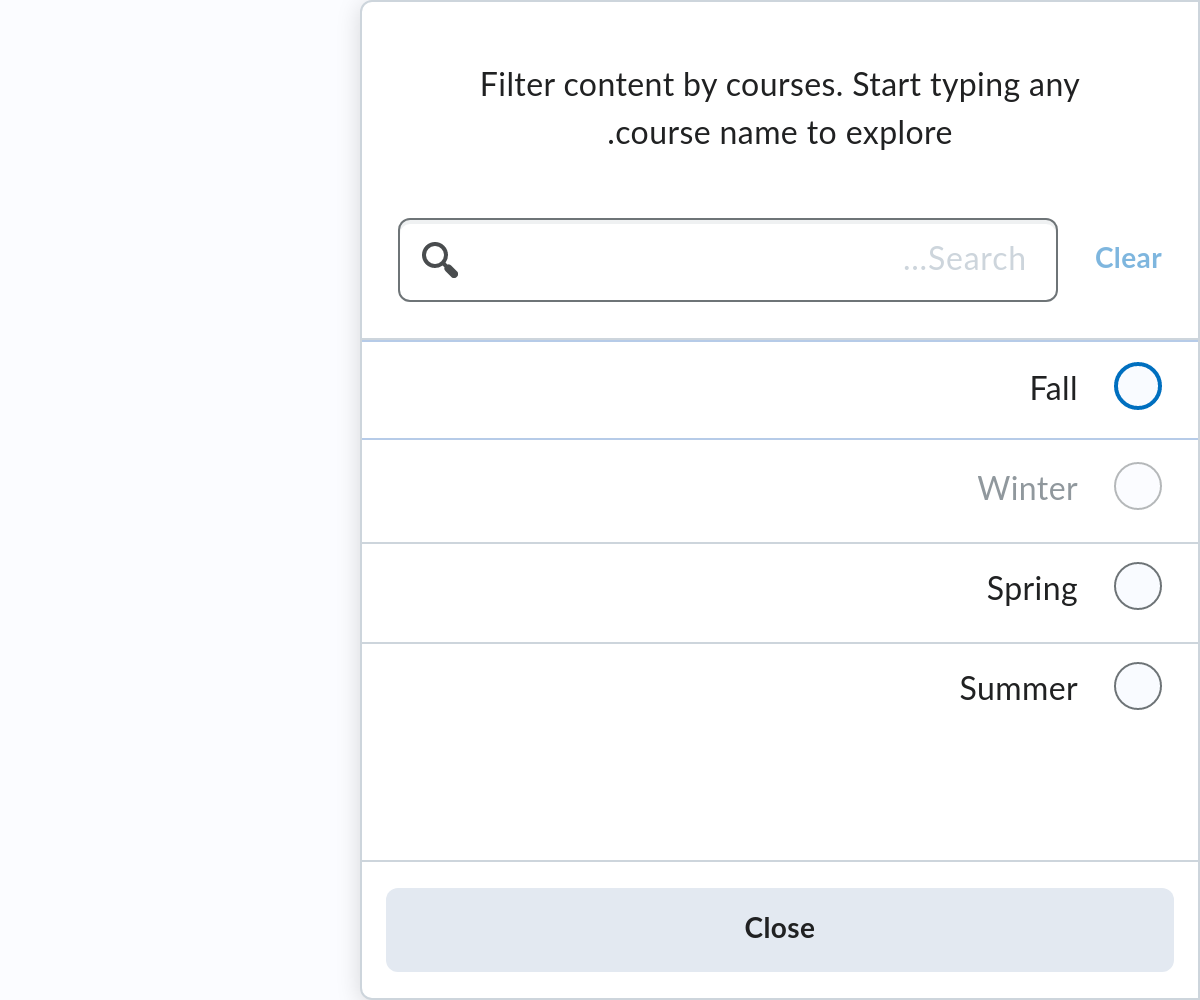 Filter content by courses. Start typing any
.course name to explore
...Search
Clear
Fall
Winter
Spring
Summer
Close